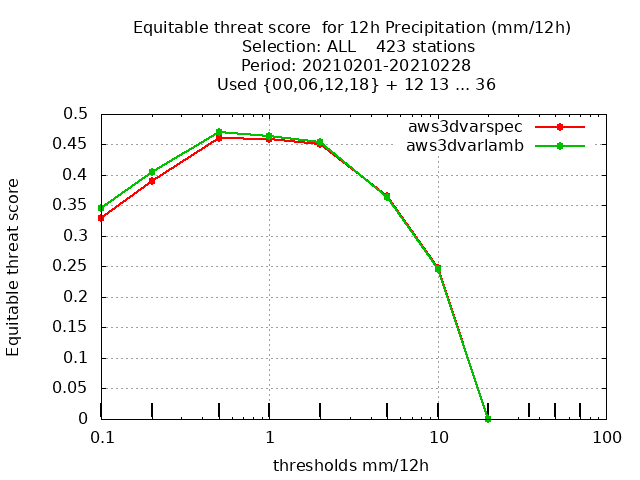 Equitable threat score  for 12h Precipitation (mm/12h)
Selection: ALL    423 stations
Period: 20210201-20210228
Used {00,06,12,18} + 12 13 ... 36
aws3dvarspec
aws3dvarlamb
Equitable threat score
0.5
0.45
0.4
0.35
0.3
0.25
0.2
0.15
0.1
0.05
0
0.1 1 10 100
thresholds mm/12h